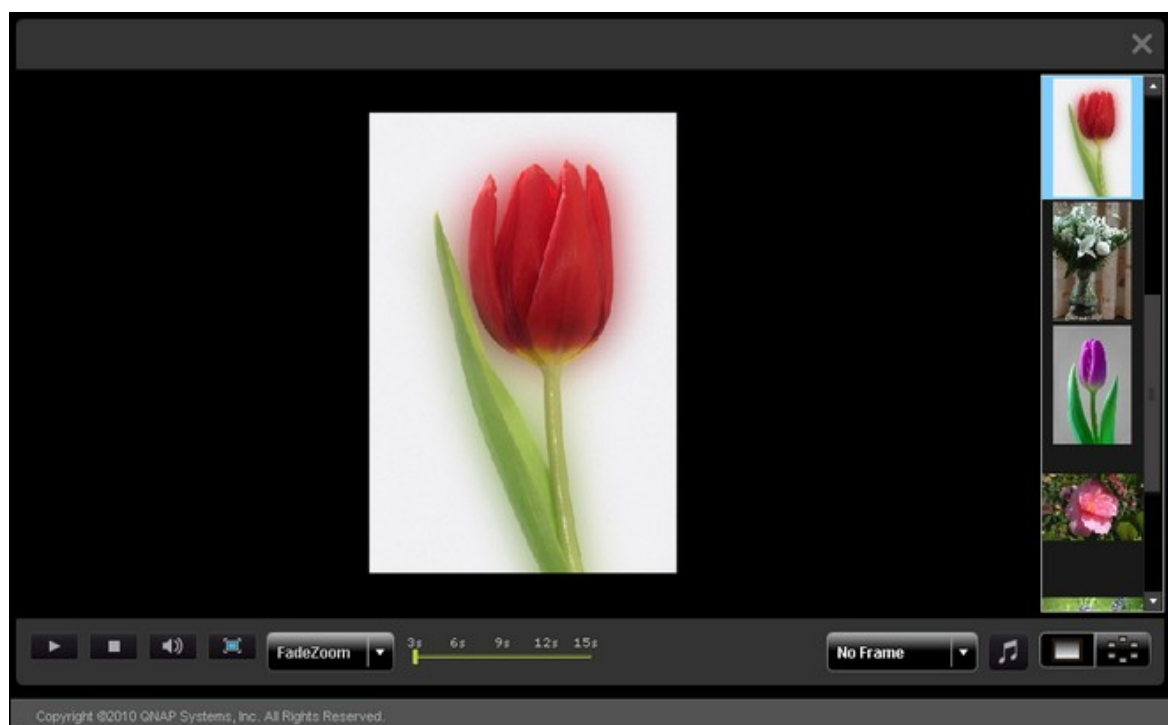 FadeZoom
3s 6s 9s 12s 15s
No Frame
Copyright ©2010 QNAP Systems, Inc. All Rights Reserved.